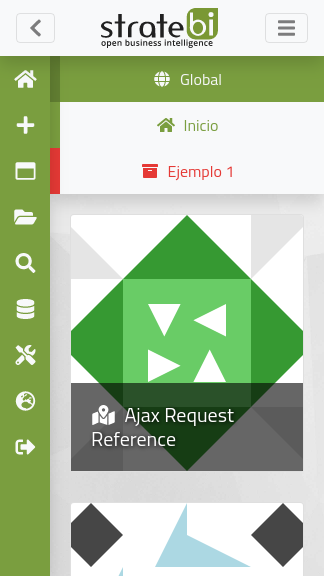 stratebi
open business intelligence
Global
Inicio
Ejemplo 1
Ajax Request
Reference